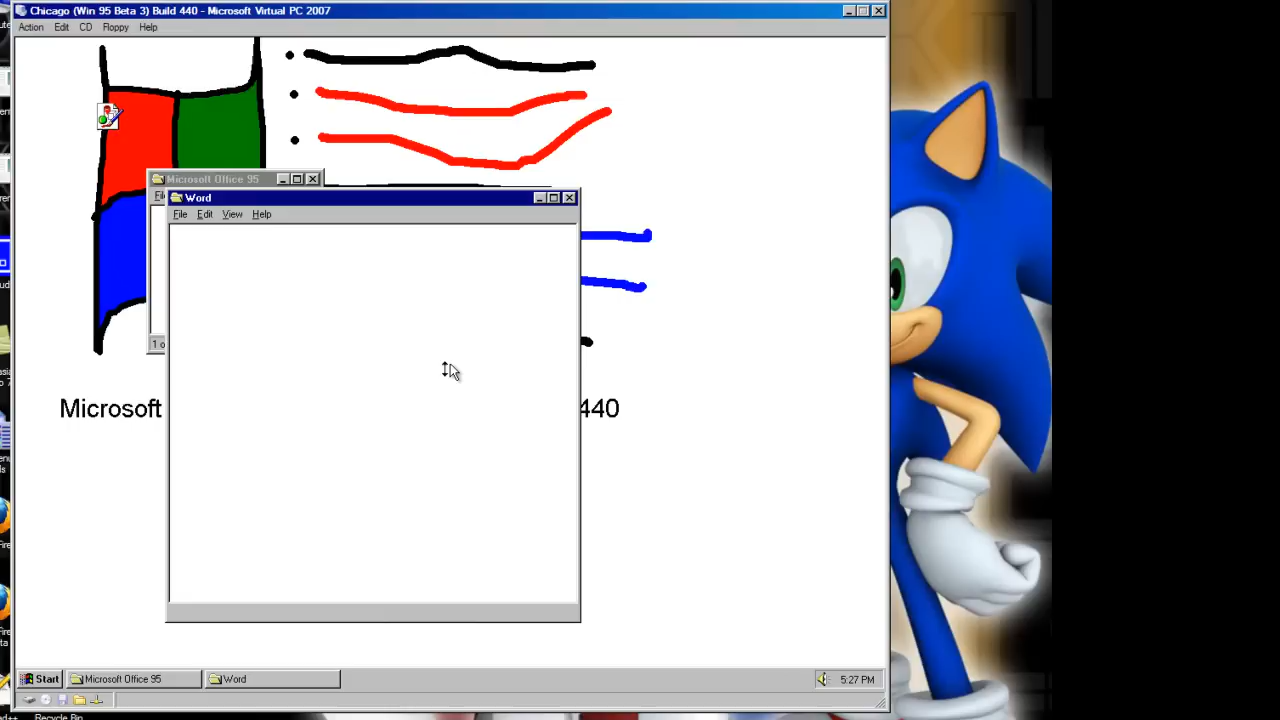 Chicago (Win 95 Beta 3) Build 440 - Microsoft Virtual PC 2007
Action Edit CD Floppy Help
Microsoft Office 95
Word
File Edit View Help
1 o
Microsoft
440
Start
Microsoft Office 95
Word
5:27 PM
Recycle Bin